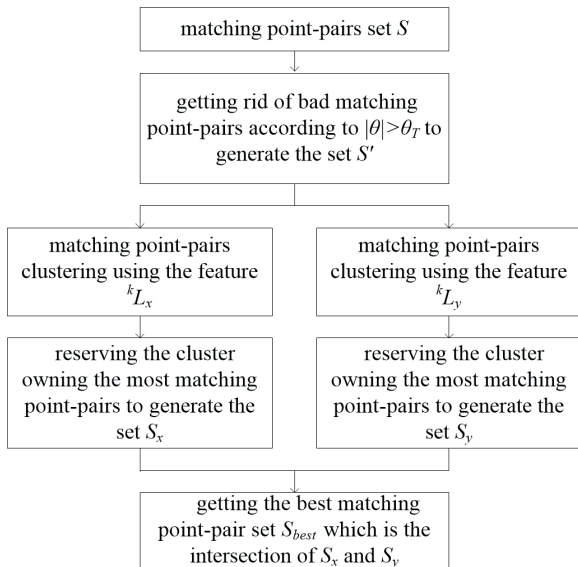 matching point-pairs set S
getting rid of bad matching
point-pairs according to |θ|>θT to
generate the set S′
matching point-pairs
clustering using the feature
kLx
matching point-pairs
clustering using the feature
kLy
reserving the cluster
owning the most matching
point-pairs to generate the
set Sx
reserving the cluster
owning the most matching
point-pairs to generate the
set Sy
getting the best matching
point-pair set Sbest which is the
intersection of Sx and Sy